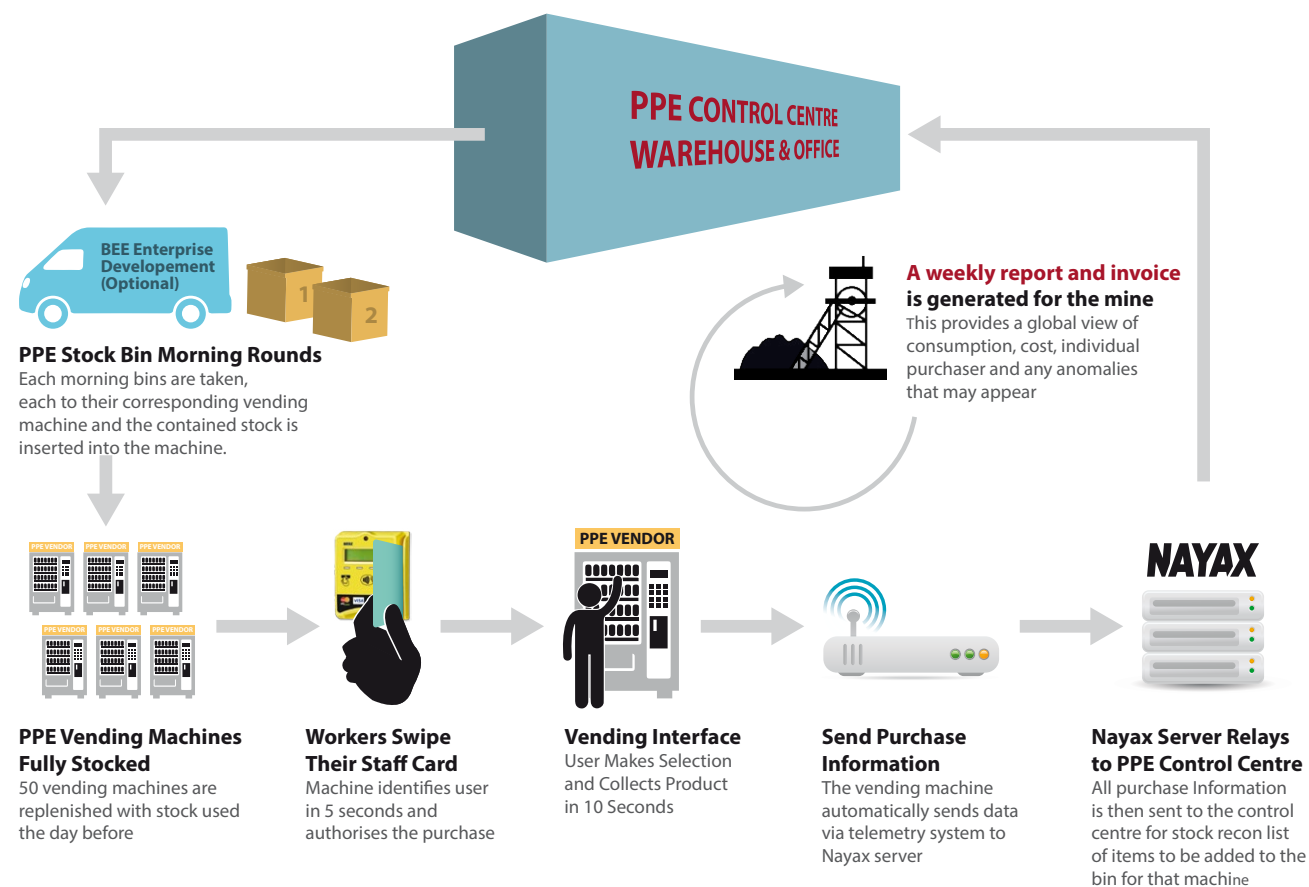 PPE CONTROL CENTRE
WAREHOUSE & OFFICE
BEE Enterprise
Developement
(Optional)
1
2
PPE Stock Bin Morning Rounds
Each morning bins are taken,
each to their corresponding vending
machine and the contained stock is
inserted into the machine.
A weekly report and invoice
is generated for the mine
This provides a global view of
consumption, cost, individual
purchaser and any anomalies
that may appear
PPE VENDOR
PPE VENDOR
PPE VENDOR
PPE VENDOR
PPE VENDOR
PPE VENDOR
PPE Vending Machines
Fully Stocked
50 vending machines are
replenished with stock used
the day before
VISA
Workers Swipe
Their Staff Card
Machine identifies user
in 5 seconds and
authorises the purchase
PPE VENDOR
Vending Interface
User Makes Selection
and Collects Product
in 10 Seconds
Send Purchase
Information
The vending machine
automatically sends data
via telemetry system to
Nayax server
NAYAX
Nayax Server Relays
to PPE Control Centre
All purchase Information
is then sent to the control
centre for stock recon list
of items to be added to the
bin for that machine